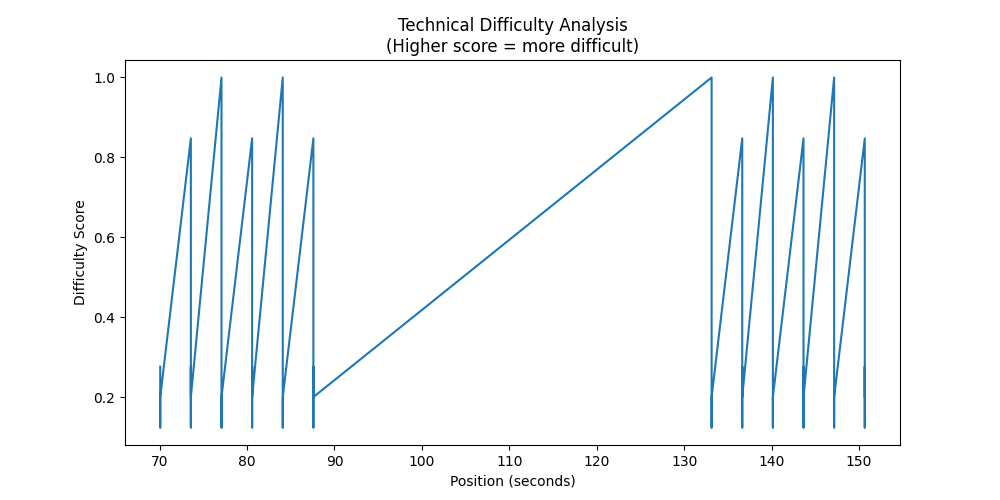 Technical Difficulty Analysis
(Higher score = more difficult)
1.0
0.8
0.6
0.4
0.2
Difficulty Score
70 80 90 100 110 120 130 140 150
Position (seconds)